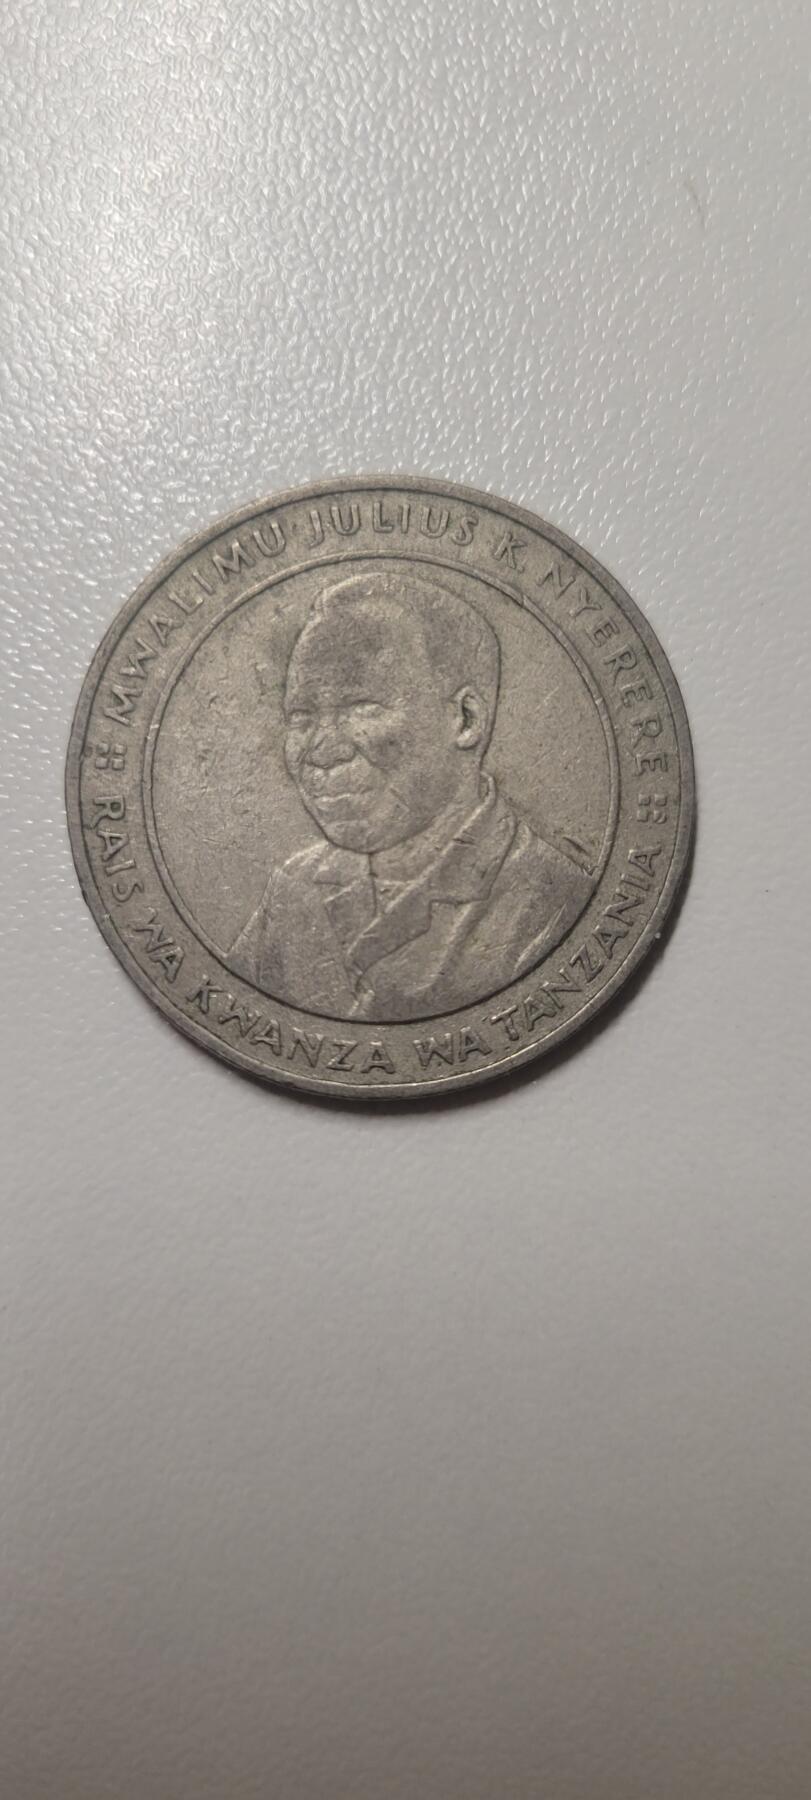 MWALIMU JULIUS K. NYERERE
RAIS WA KWANZA WA TANZANIA